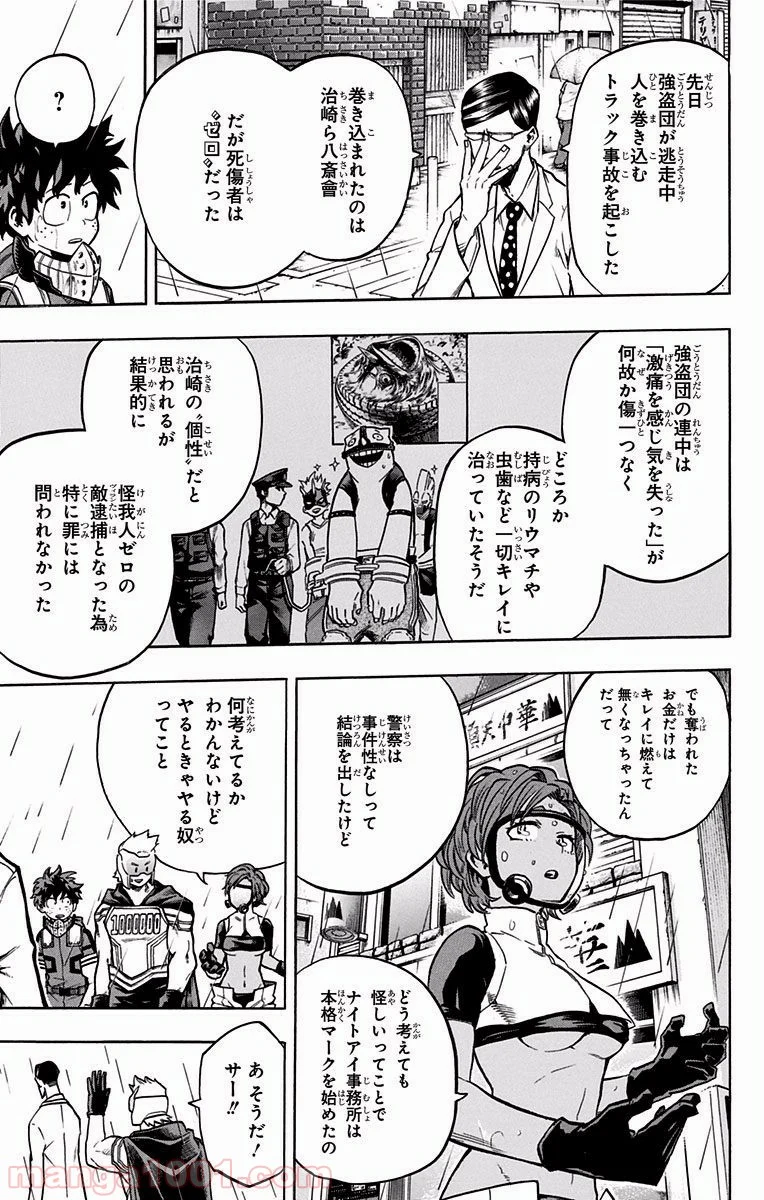 先日
強盗団が逃走中
人を巻き込む
トラック事故を起こした
巻き込まれたのは
治崎ら八斎會
だが死傷者は
〝ゼロ〟だった
?
強盗団の連中は
「激痛を感じ気を失った」が
何故か傷一つなく
どころか
持病のリウマチや
虫歯など一切キレイに
治っていたそうだ
治崎の〝個性〟だと
思われるが
結果的に
怪我人ゼロの
敵逮捕となった為
特に罪には
問われなかった
でも奪われた
お金だけは
キレイに燃えて
無くなっちゃったん
だって
警察は
事件性なしって
結論を出したけど
どう考えても
怪しいってことで
ナイトアイ事務所は
本格マークを始めたの
何考えてるか
わかんないけど
ヤるときゃヤる奴
ってこと
1000000
あ そうだ!
サー!!
manga1001.com